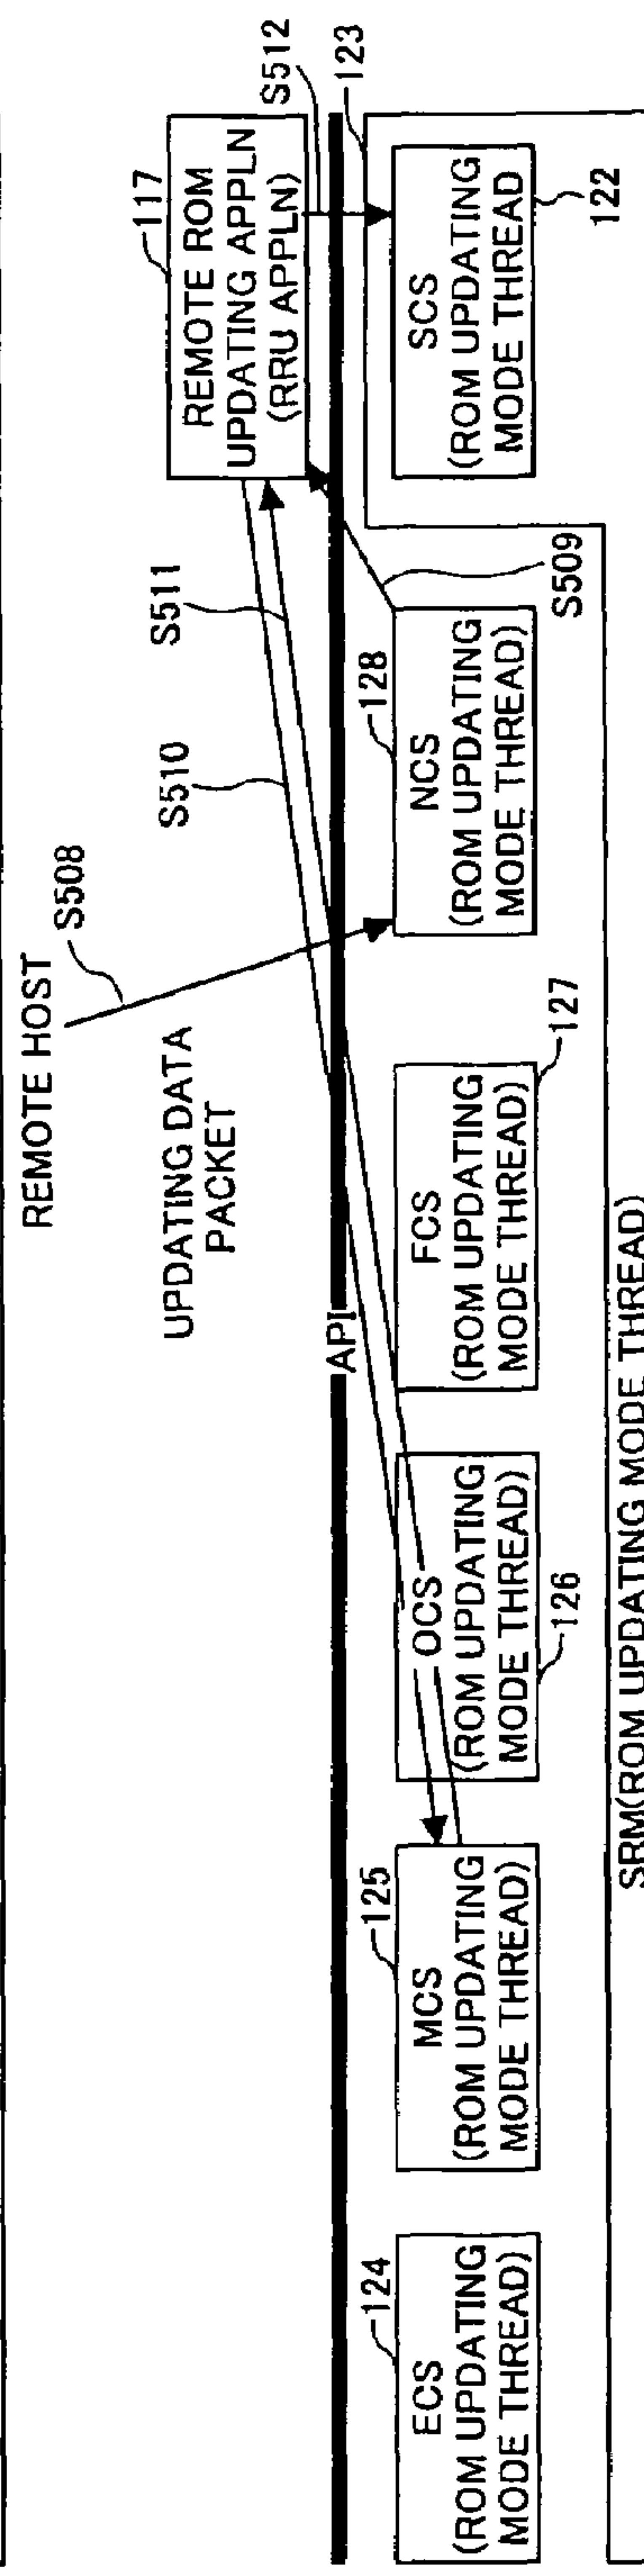 REMOTE HOST
S508
UPDATING DATA
PACKET
S510
S511
117
REMOTE ROM
UPDATING APPLN
(RRU APPLN)
S512
API
123
124
ECS
(ROM UPDATING
MODE THREAD)
125
MCS
(ROM UPDATING
MODE THREAD)
OCS
(ROM UPDATING
MODE THREAD)
126
FCS
(ROM UPDATING
MODE THREAD)
127
128
NCS
(ROM UPDATING
MODE THREAD)
S509
SCS
(ROM UPDATING
MODE THREAD
122
SRM(ROM UPDATING MODE THREAD)